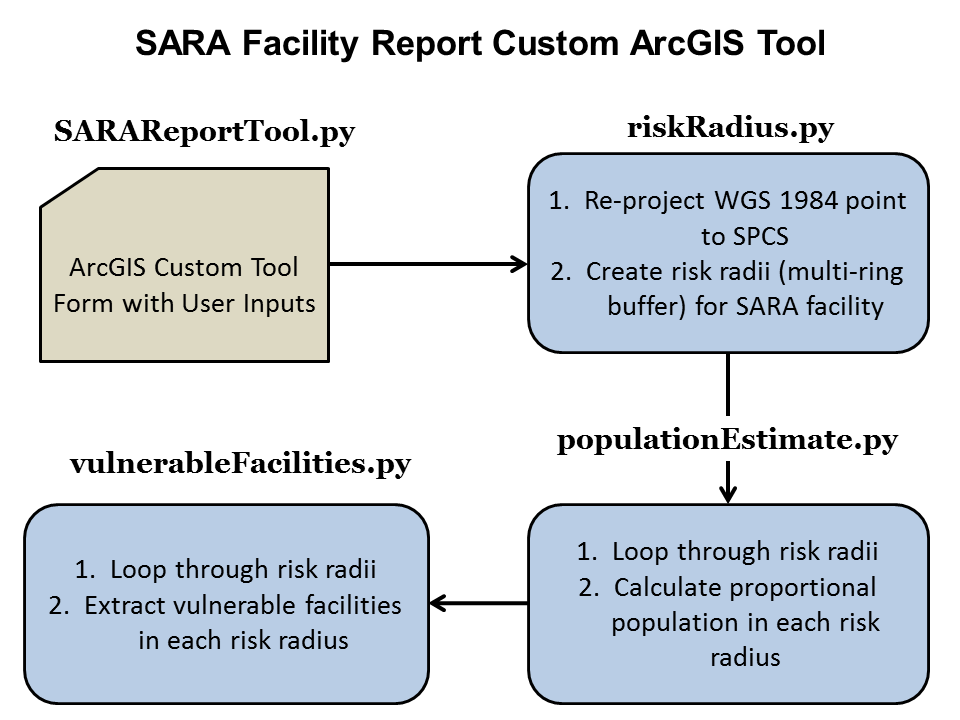 SARA Facility Report Custom ArcGIS Tool
SARAReportTool.py
ArcGIS Custom Tool
Form with User Inputs
riskRadius.py
1. Re-project WGS 1984 point
to SPCS
2. Create risk radii (multi-ring
buffer) for SARA facility
populationEstimate.py
1. Loop through risk radii
2. Calculate proportional
population in each risk
radius
vulnerableFacilities.py
1. Loop through risk radii
2. Extract vulnerable facilities
in each risk radius